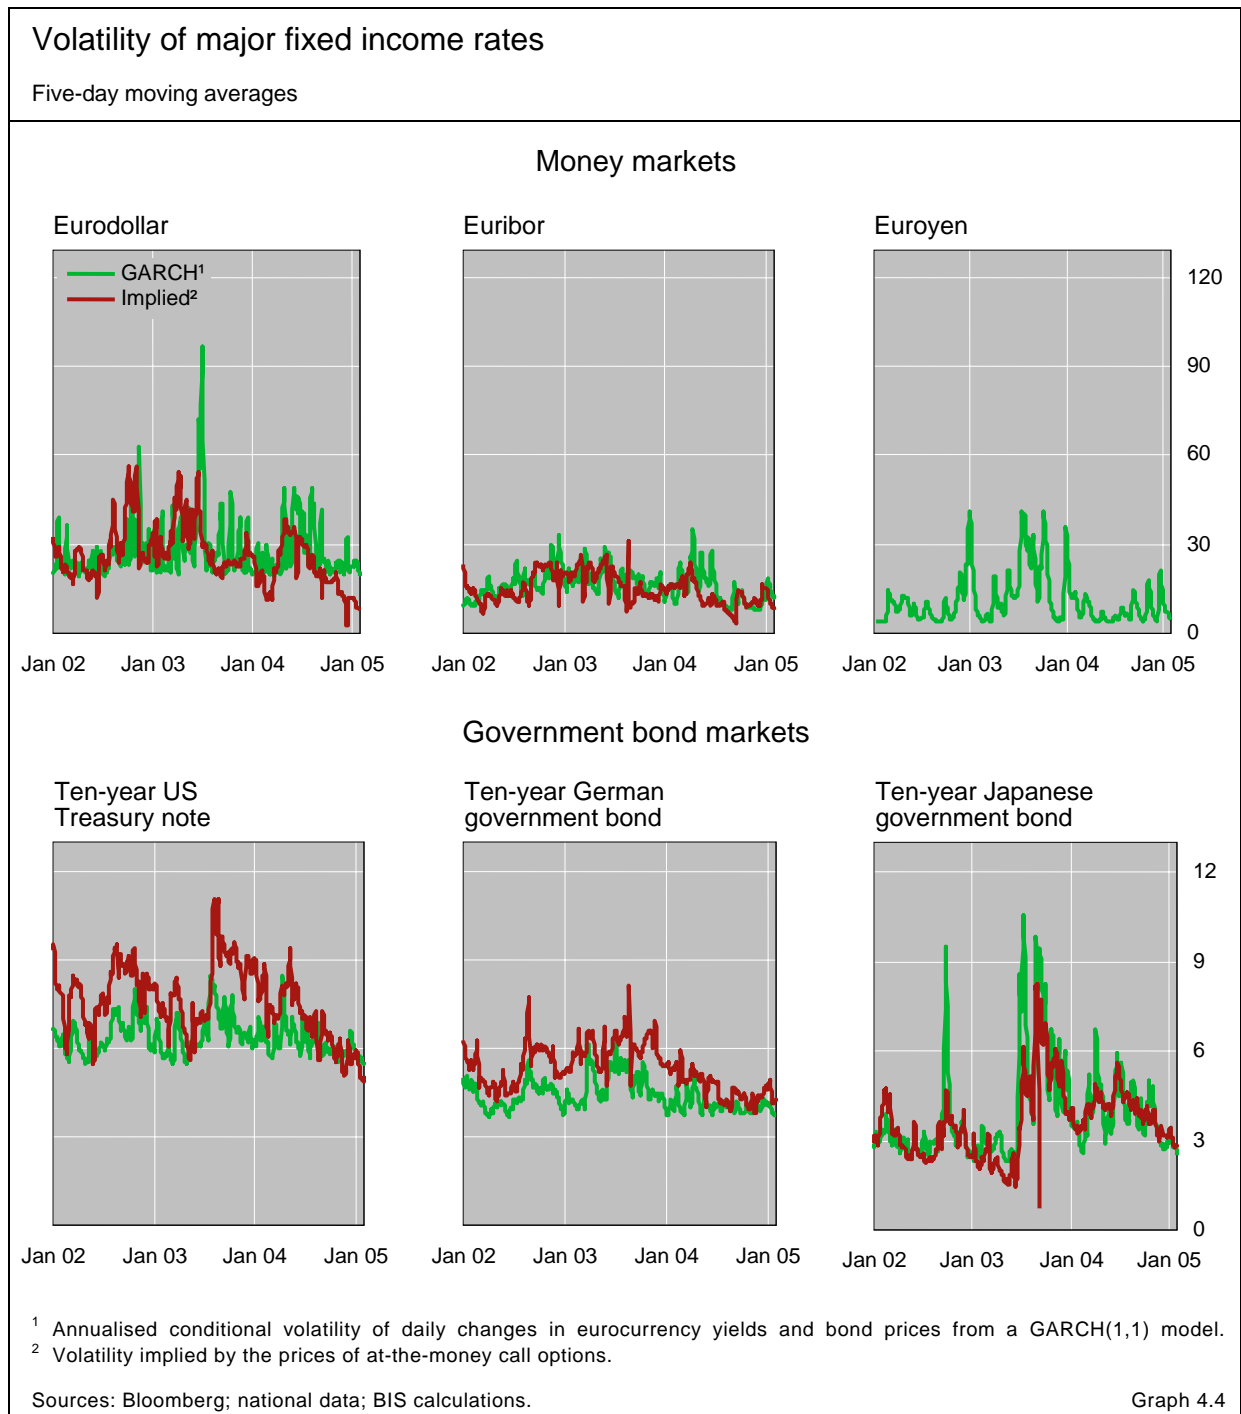 Volatility of major fixed income rates
Five-day moving averages
Money markets
Eurodollar
Euribor
Euroyen
GARCH¹
Implied²
120
90
60
30
0
Jan 02 Jan 03 Jan 04 Jan 05
Jan 02 Jan 03 Jan 04 Jan 05
Jan 02 Jan 03 Jan 04 Jan 05
Government bond markets
Ten-year US
Treasury note
Ten-year German
government bond
Ten-year Japanese
government bond
12
9
6
3
0
Jan 02 Jan 03 Jan 04 Jan 05
Jan 02 Jan 03 Jan 04 Jan 05
Jan 02 Jan 03 Jan 04 Jan 05
¹ Annualised conditional volatility of daily changes in eurocurrency yields and bond prices from a GARCH(1,1) model.
² Volatility implied by the prices of at-the-money call options.
Sources: Bloomberg; national data; BIS calculations. Graph 4.4